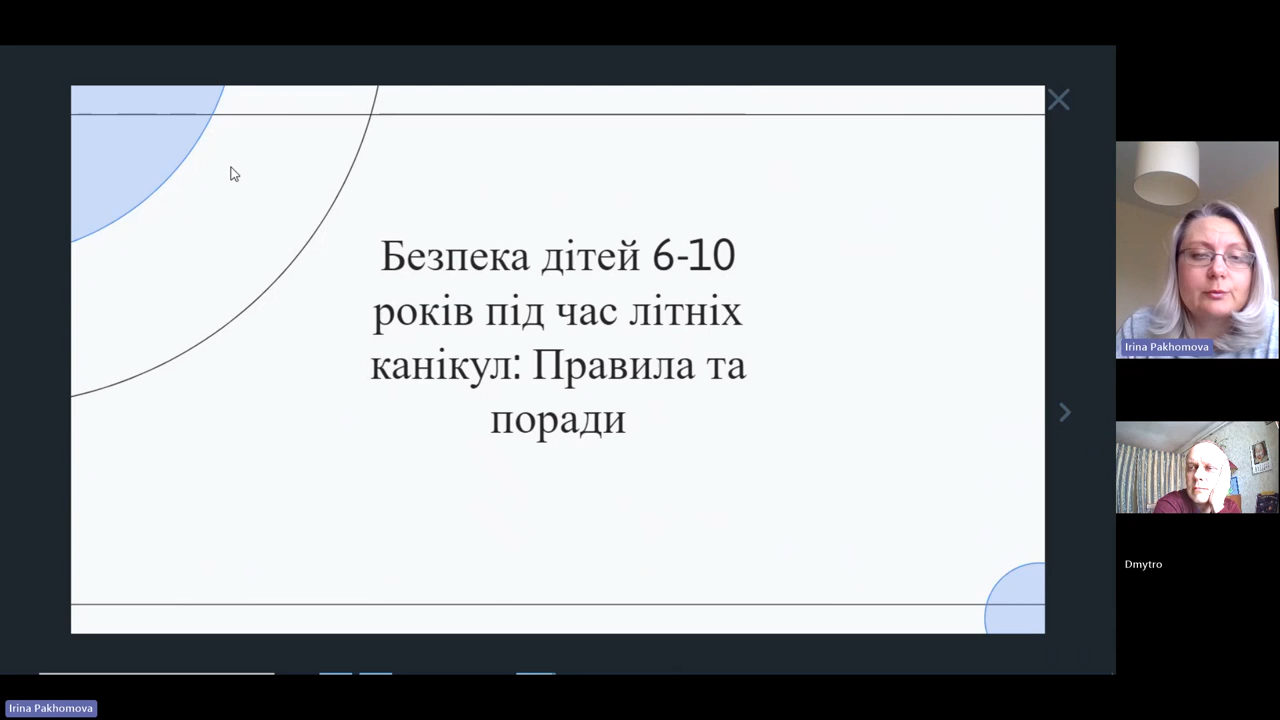 Безпека дітей 6-10
років під час літніх
канікул: Правила та
поради
Irina Pakhomova
Dmytro
Irina Pakhomova